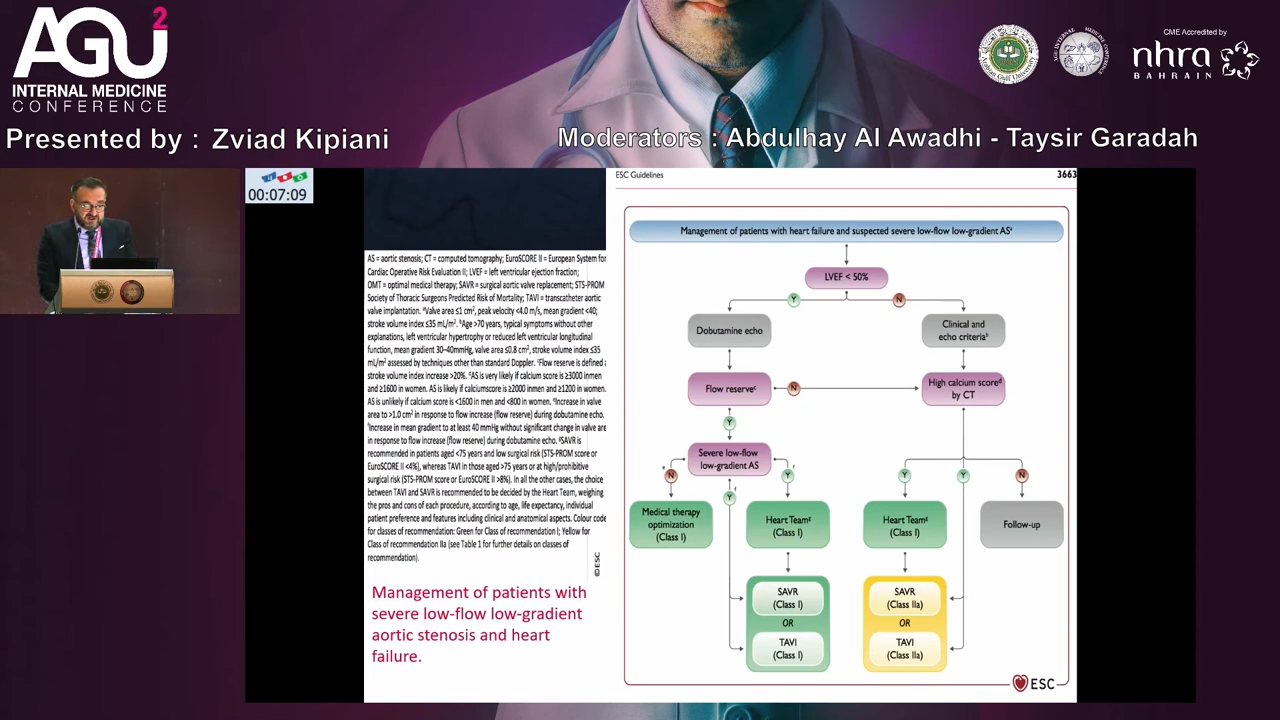 AGU2
INTERNAL MEDICINE
CONFERENCE
CME Accredited by
nhra
BAHRAIN
Presented by : Zviad Kipiani
Moderators : Abdulhay Al Awadhi - Taysir Garadah
00:07:09
AS = aortic stenosis; CT = computed tomography; EuroSCORE II = European System for
Cardiac Operative Risk Evaluation II; LVEF = left ventricular ejection fraction;
OMT = optimal medical therapy; SAVR = surgical aortic valve replacement; STS-PROM
Society of Thoracic Surgeons Predicted Risk of Mortality; TAVI = transcatheter aortic
valve implantation. ᵃValve area ≤1 cm², peak velocity <4.0 m/s, mean gradient <40;
stroke volume index ≤35 mL/m². ᵇAge >70 years, typical symptoms without other
explanations, left ventricular hypertrofy or reduced left ventricular longitudinal
function, mean gradient 30–40mmHg, valve area ≤0.8 cm², stroke volume index ≤35
mL/m² assessed by techniques other than standard Doppler. ᶜFlow reserve is defined a
stroke volume index increase >20%. ᵈAS is very likely if calcium score is ≥3000 inmen
and ≥1600 in women. AS is likely if calciumscore is ≥2000 inmen and ≥1200 in women.
AS is unlikely if calcium score is <1600 in men and <800 in women. ᵉIncrease in valve
area to >1.0 cm² in response to flow increase (flow reserve) during dobutamine echo.
ᶠIncrease in mean gradient to at least 40 mmHg without significant change in valve are
in response to flow increase (flow reserve) during dobutamine echo. ᵍSAVR is
recommended in patients aged <75 years and low surgical risk (STS-PROM score or
EuroSCORE II <4%), whereas TAVI in those aged >75 years or at high/prohibitive
surgical risk (STS-PROM score or EuroSCORE II >8%). In all the other cases, the choice
between TAVI and SAVR is recommended to be decided by the Heart Team, weighing
the pros and cons of each procedure, according to age, life expectancy, individual
patient preference and features including clinical and anatomical aspects. Colour code
for classes of recommendation: Green for Class of recommendation I; Yellow for
Class of recommendation IIa (see Table 1 for further details on classes of
recommendation).
©ESC
Management of patients with
severe low-flow low-gradient
aortic stenosis and heart
failure.
ESC Guidelines
3663
Management of patients with heart failure and suspected severe low-flow low-gradient ASᵃ
LVEF < 50%
Y
N
Dobutamine echo
Clinical and
echo criteriaᵇ
Flow reserveᶜ
N
High calcium scoreᵈ
by CT
Y
Severe low-flow
low-gradient AS
e
N
Y
f
Y
f
Y
Y
N
Medical therapy
optimization
(Class I)
Heart Teamᵍ
(Class I)
Heart Teamᵍ
(Class I)
Follow-up
SAVR
(Class I)
OR
TAVI
(Class I)
SAVR
(Class IIa)
OR
TAVI
(Class IIa)
ESC